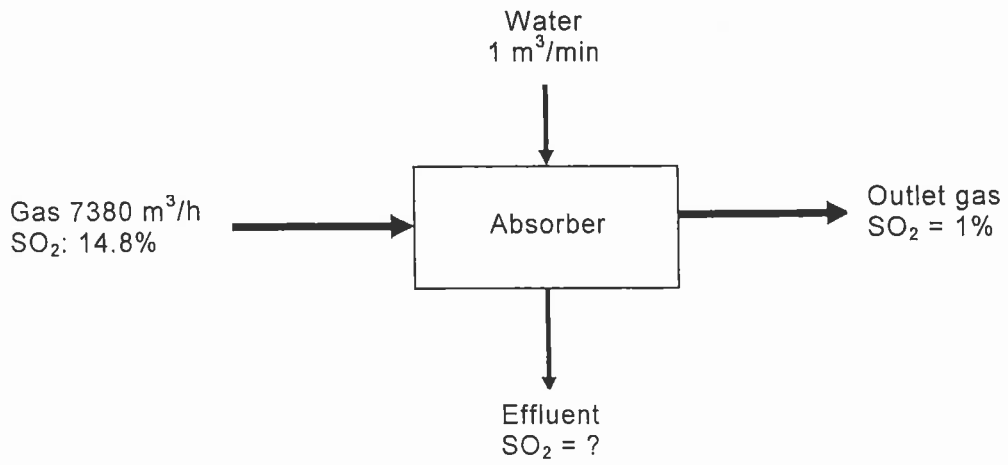 Water
1 m³/min
Gas 7380 m³/h
SO₂: 14.8%
Absorber
Outlet gas
SO₂ = 1%
Effluent
SO₂ = ?